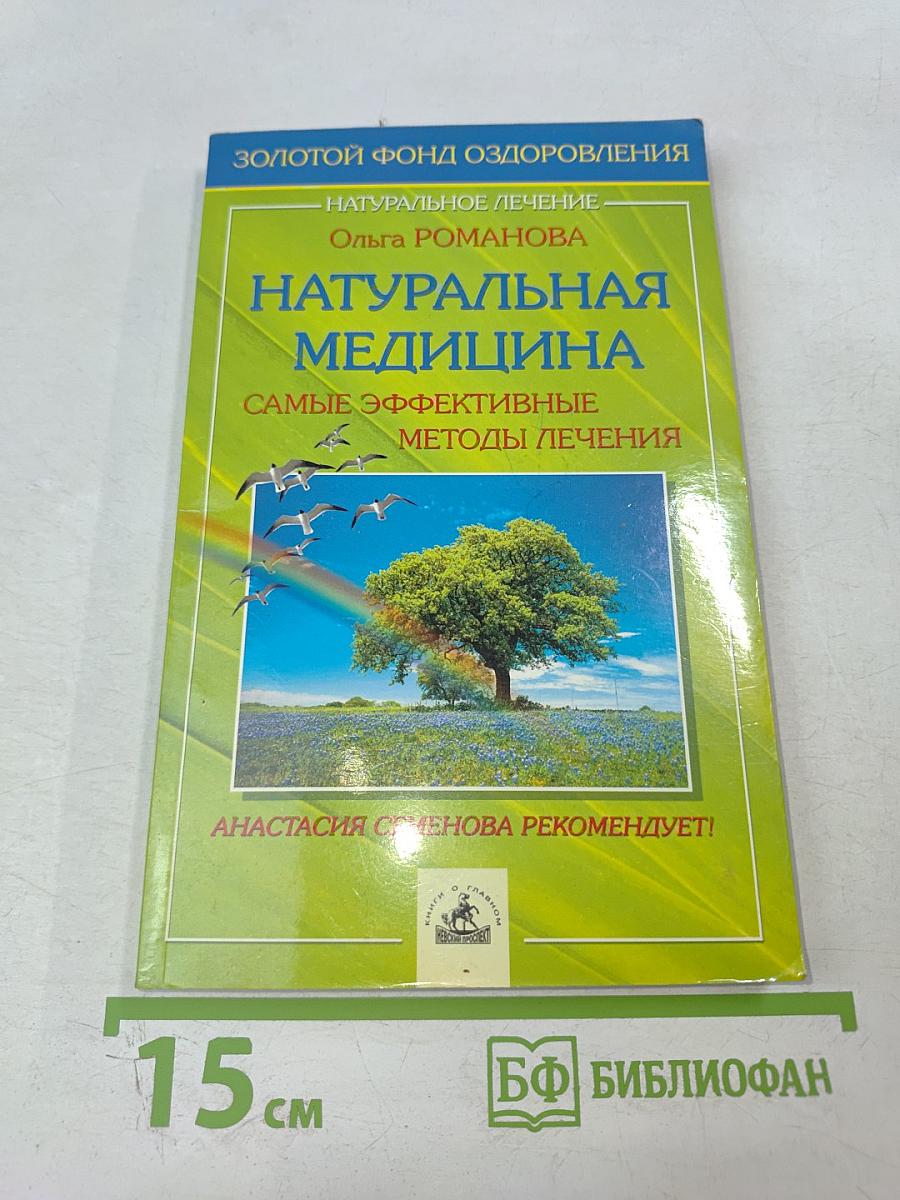 ЗОЛОТОЙ ФОНД ОЗДОРОВЛЕНИЯ
НАТУРАЛЬНОЕ ЛЕЧЕНИЕ
Ольга РОМАНОВА
НАТУРАЛЬНАЯ
МЕДИЦИНА
САМЫЕ ЭФФЕКТИВНЫЕ
МЕТОДЫ ЛЕЧЕНИЯ
АНАСТАСИЯ СЕМЕНОВА РЕКОМЕНДУЕТ!
КНИГИ О ГЛАВНОМ
НЕВСКИЙ ПРОСПЕКТ
15 см
БФ БИБЛИОФАН